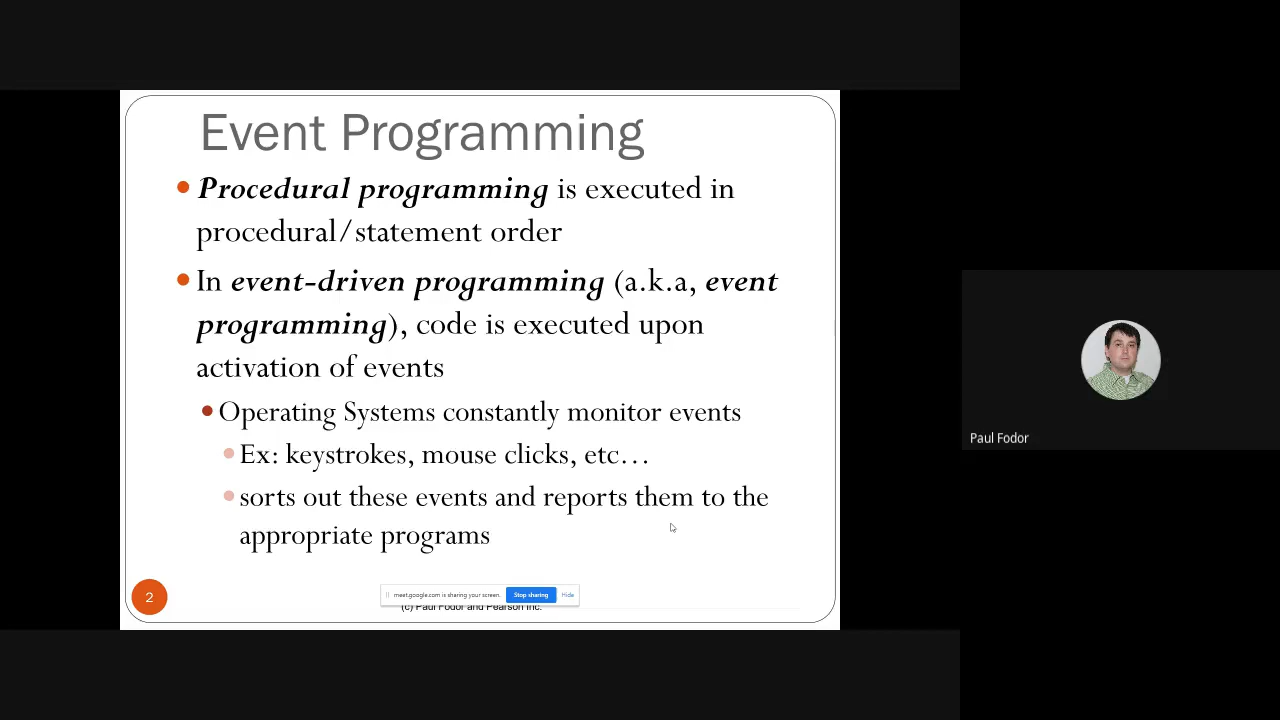 Event Programming
Procedural programming is executed in
procedural/statement order
In event-driven programming (a.k.a, event
programming), code is executed upon
activation of events
Operating Systems constantly monitor events
Ex: keystrokes, mouse clicks, etc…
sorts out these events and reports them to the
appropriate programs
2
meet.google.com is sharing your screen.
Stop sharing
Hide
(c) Paul Fodor and Pearson Inc.
Paul Fodor